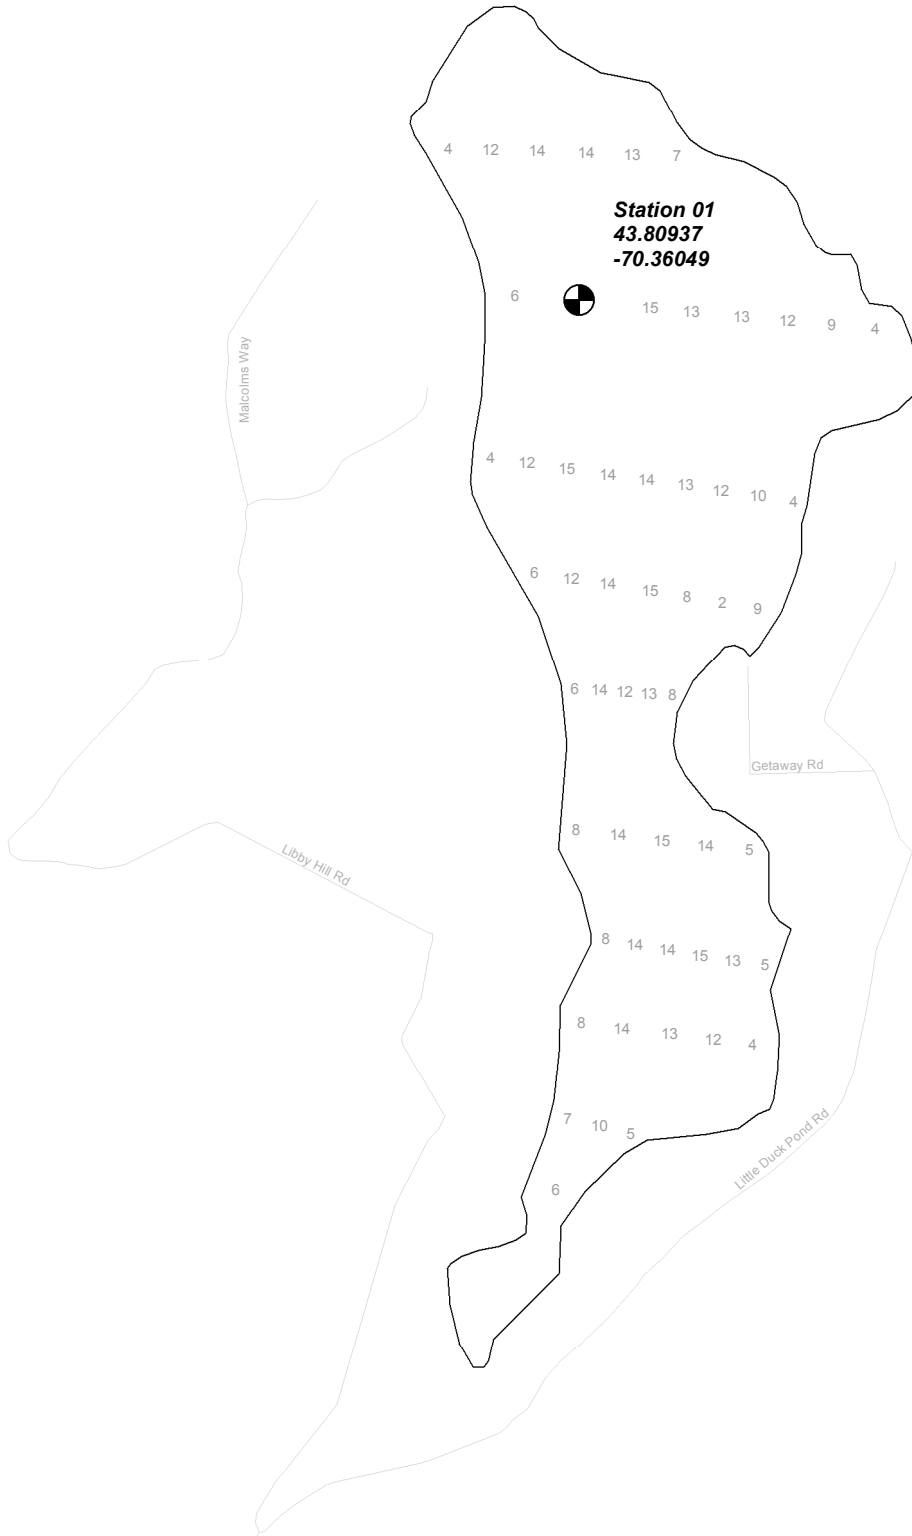 4 12 14 14 13 7
Station 01
43.80937
-70.36049
6 15 13 13 12 9 4
Malcolms Way
4 12 15 14 14 13 12 10 4
6 12 14 15 8 2 9
6 14 12 13 8
Getaway Rd
8 14 15 14 5
Libby Hill Rd
8 14 14 15 13 5
8 14 13 12 4
7 10 5
Little Duck Pond Rd
6